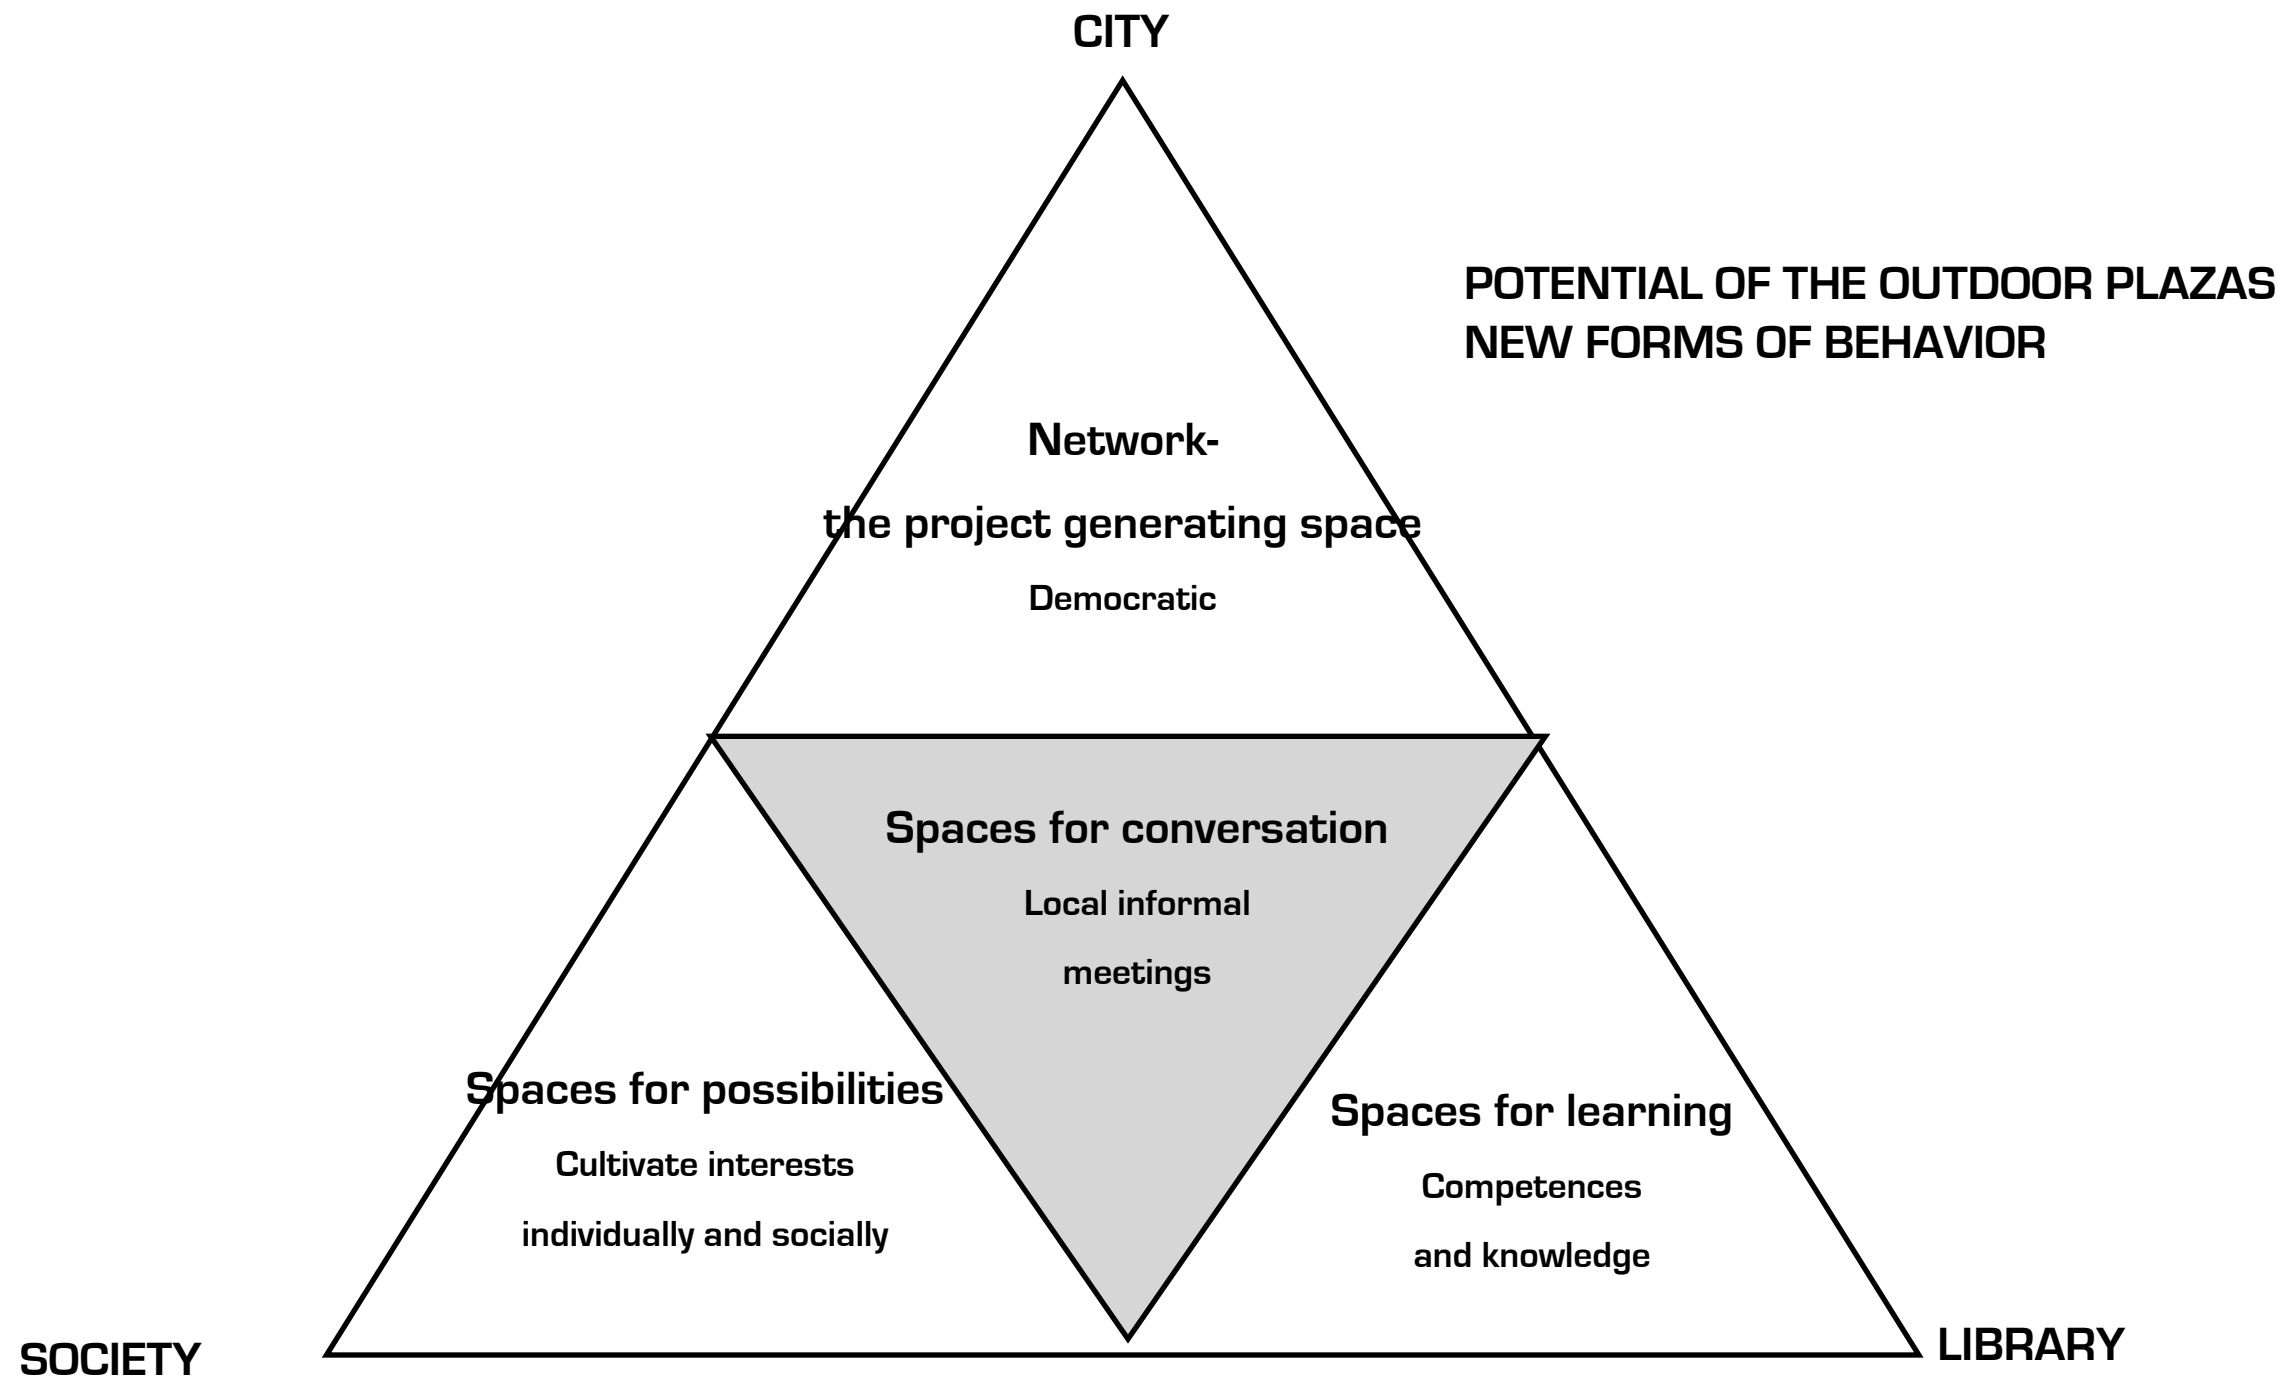 CITY
POTENTIAL OF THE OUTDOOR PLAZAS
NEW FORMS OF BEHAVIOR
Network-
the project generating space
Democratic
Spaces for conversation
Local informal
meetings
Spaces for possibilities
Cultivate interests
individually and socially
Spaces for learning
Competences
and knowledge
SOCIETY
LIBRARY